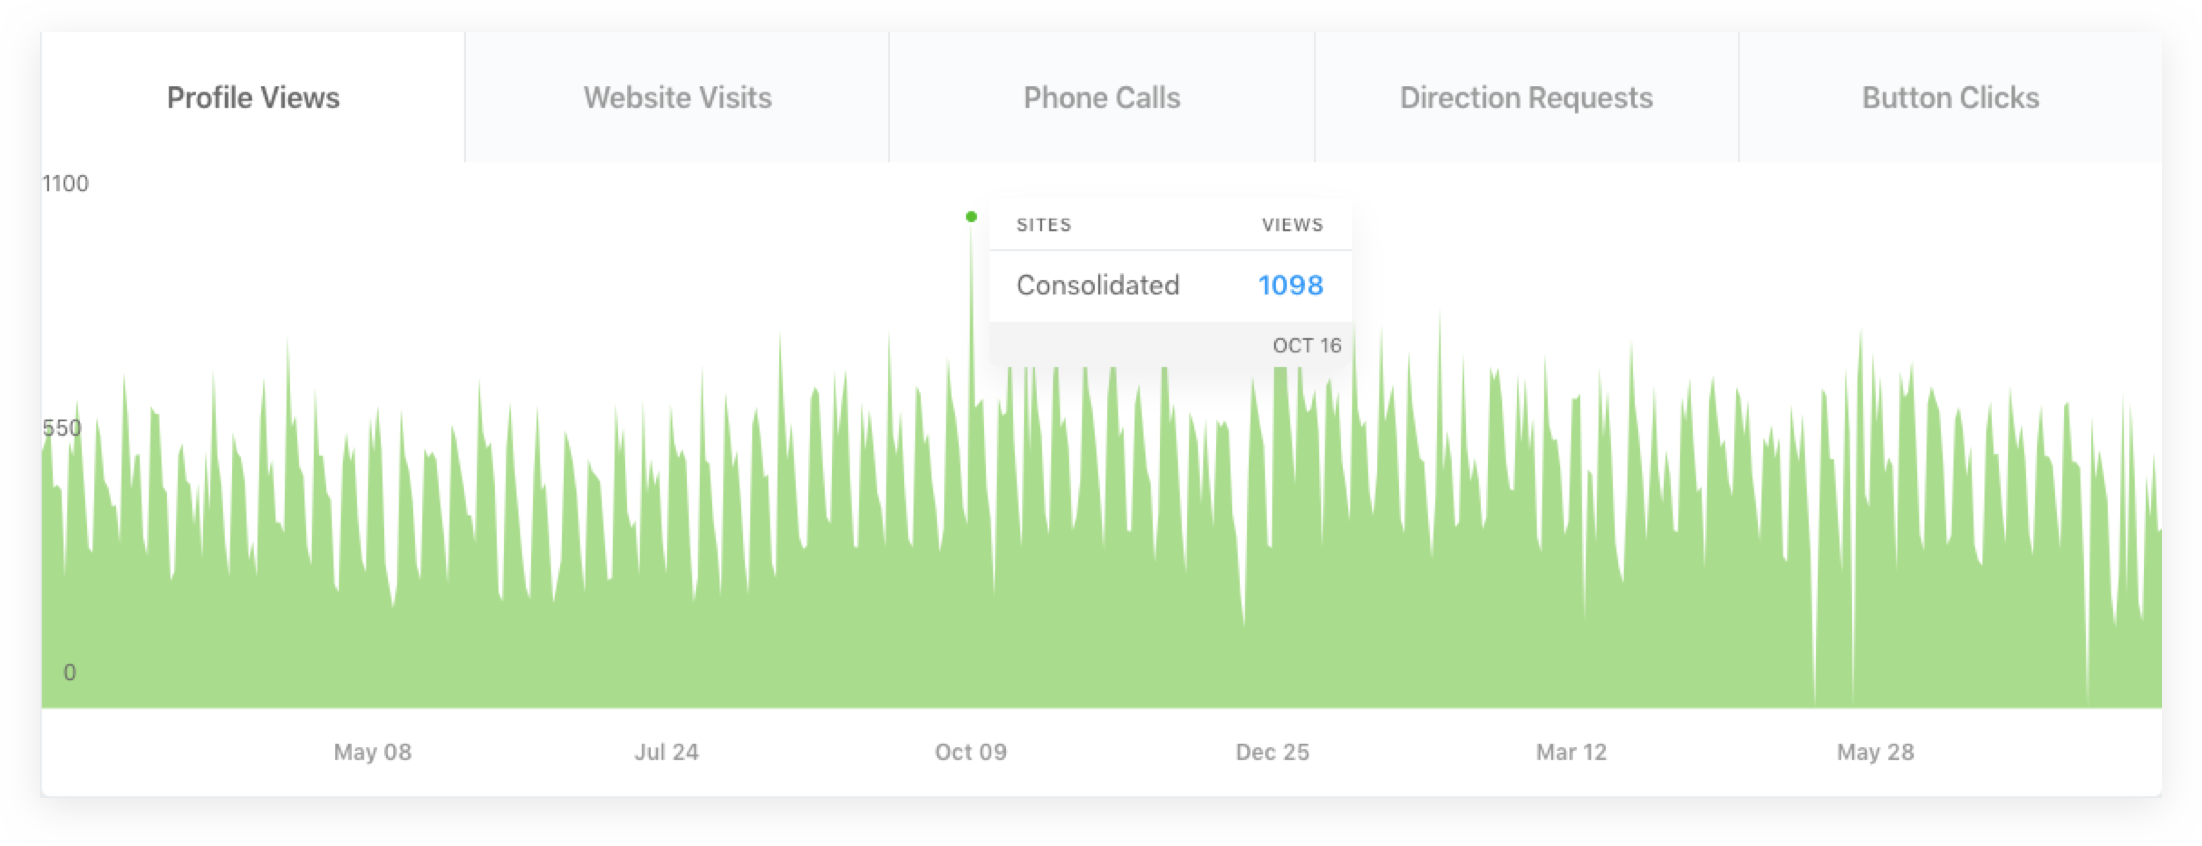 Profile Views Website Visits Phone Calls Direction Requests Button Clicks
1100
SITES VIEWS
Consolidated 1098
OCT 16
550
0
May 08 Jul 24 Oct 09 Dec 25 Mar 12 May 28